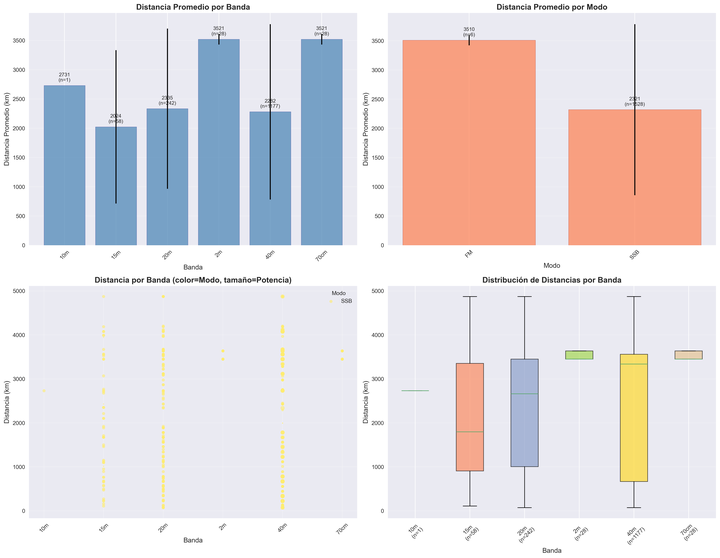 Distancia Promedio por Banda
Distancia Promedio (km)
3500
3000
2500
2000
1500
1000
500
0
2731
(n=1)
2024
(n=58)
(n=242)
3521
(n=28)
(n=1177)
3521
(n=28)
10m
15m
20m
2m
40m
70cm
Banda
Distancia Promedio por Modo
Distancia Promedio (km)
3500
3000
2500
2000
1500
1000
500
0
3510
(n=6)
2321
(n=1528)
FM
SSB
Modo
Distancia por Banda (color=Modo, tamaño=Potencia)
Distancia (km)
5000
4000
3000
2000
1000
0
Modo
SSB
10m
15m
20m
2m
40m
70cm
Banda
Distribución de Distancias por Banda
Distancia (km)
5000
4000
3000
2000
1000
0
10m
(n=1)
15m
(n=58)
20m
(n=242)
2m
(n=28)
40m
(n=1177)
70cm
(n=28)
Banda